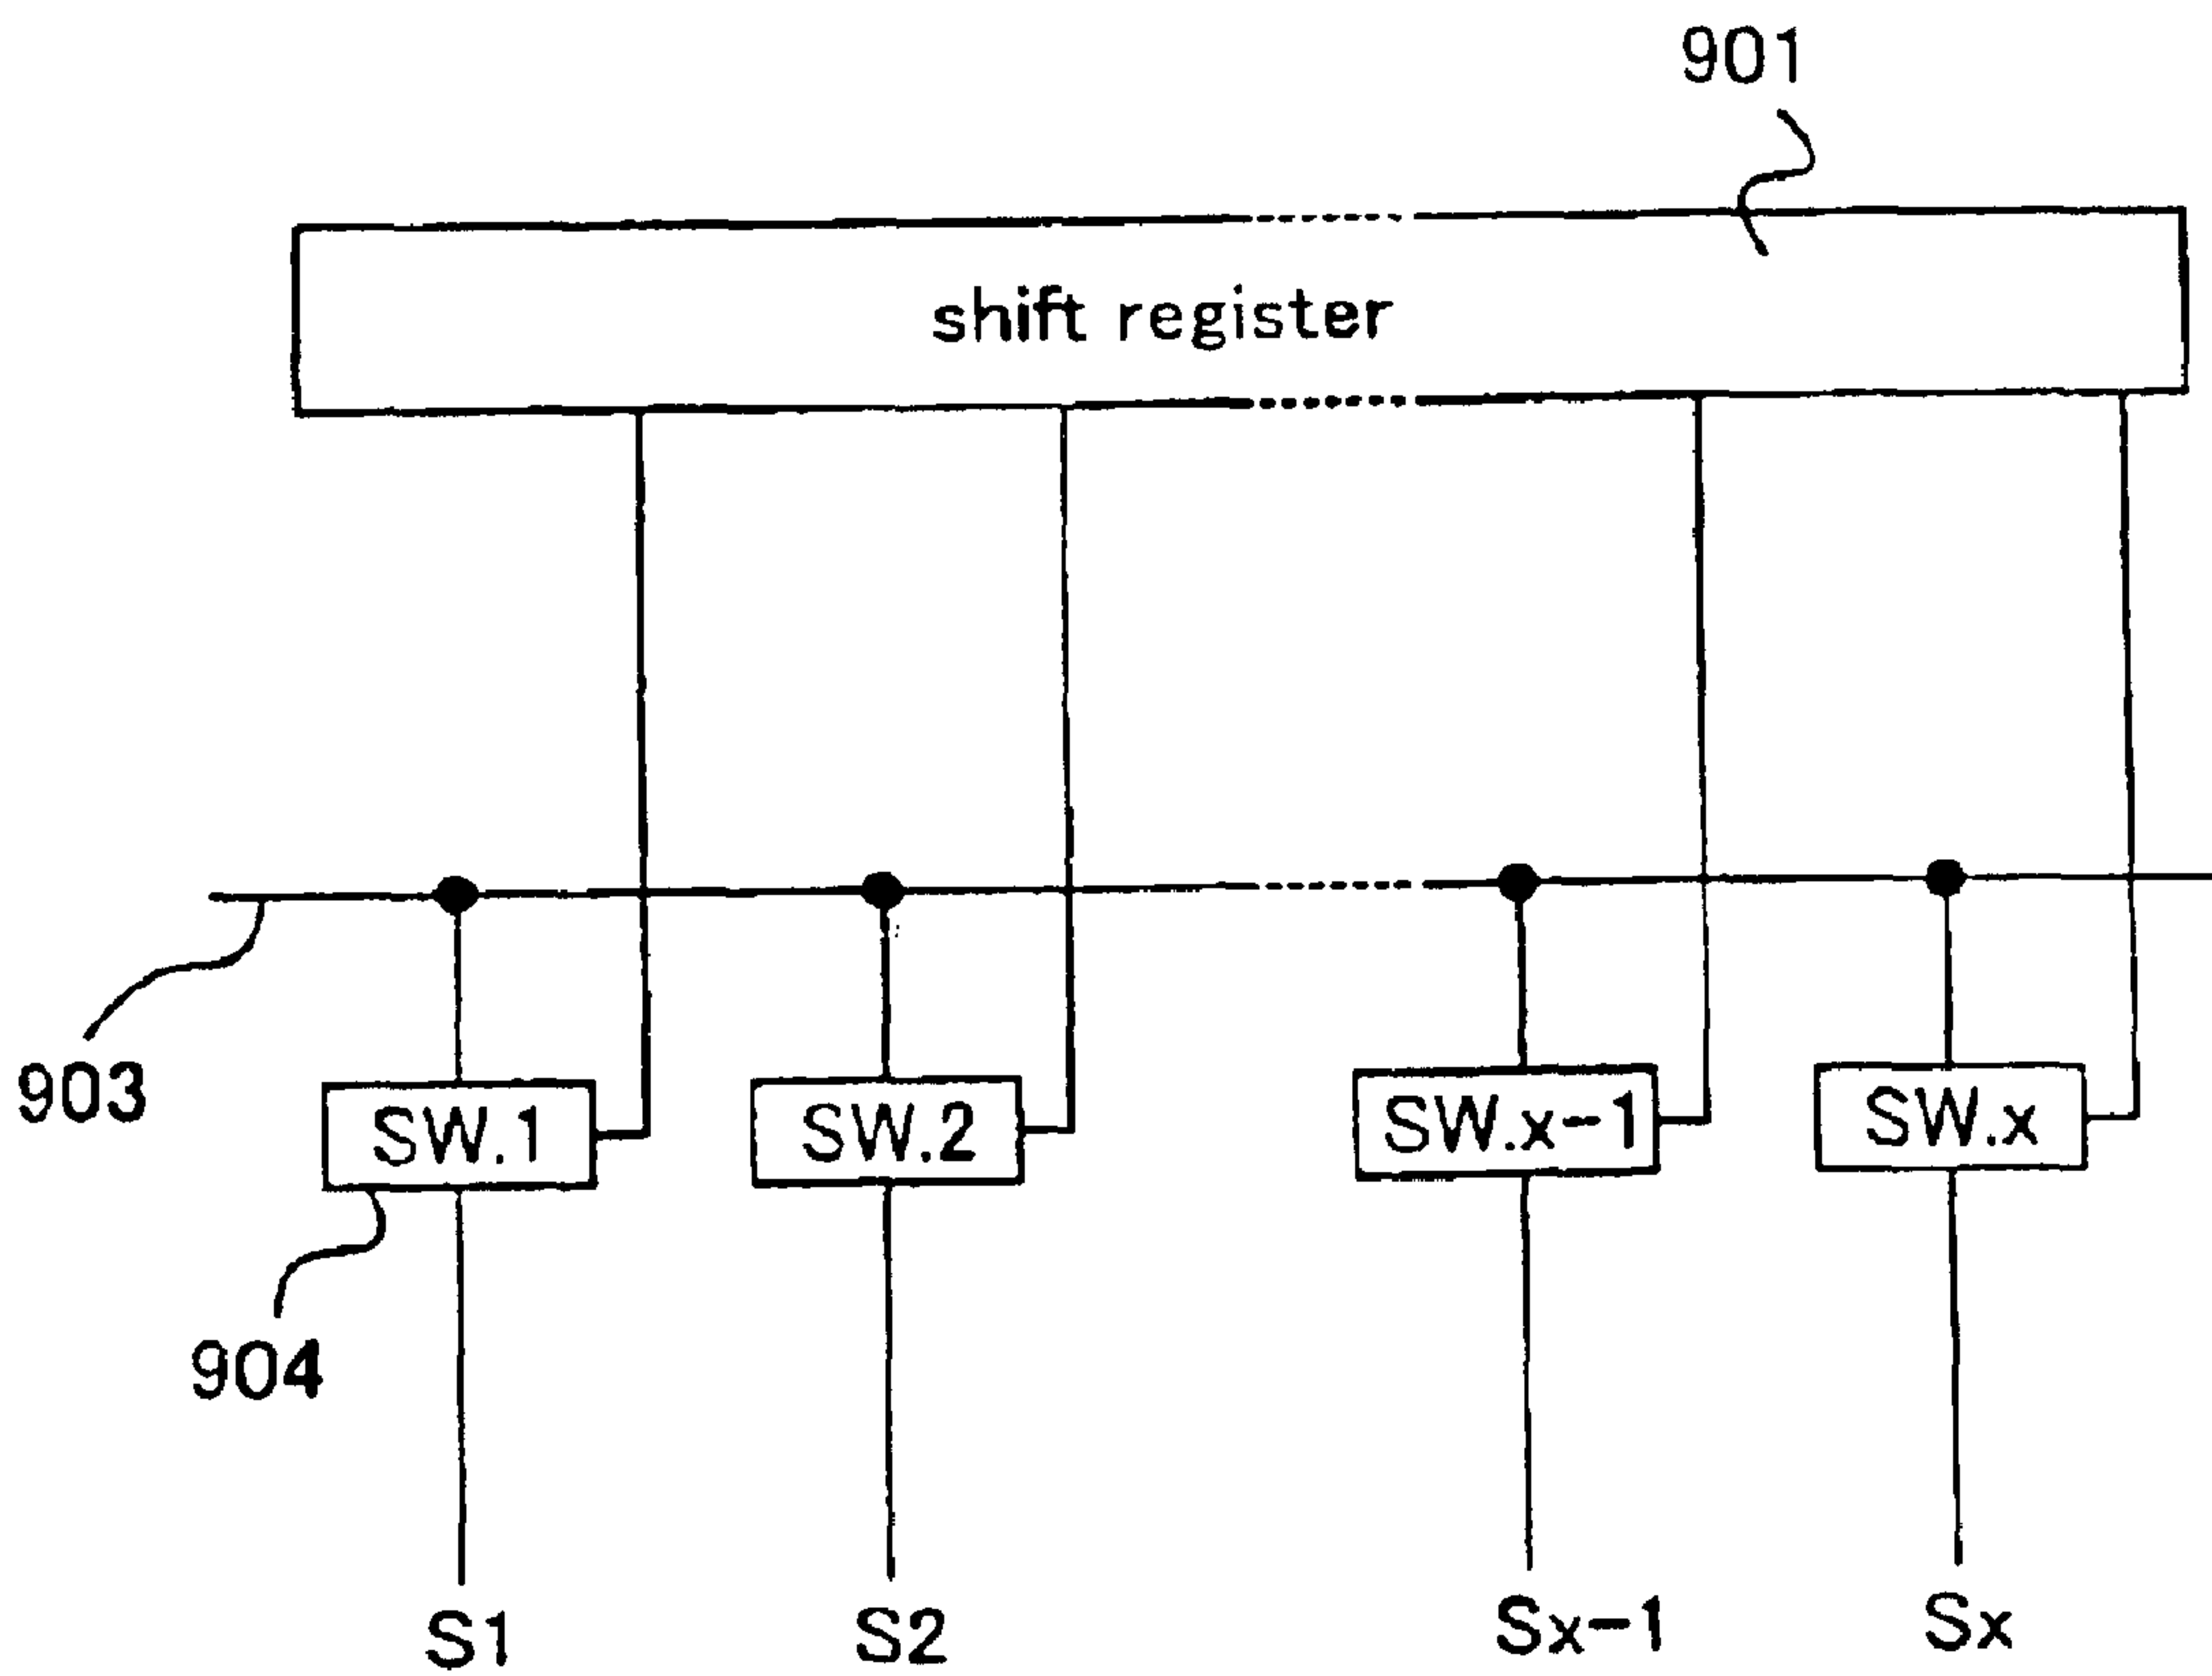 901
shift register
903
SW.1
SW.2
SW.x-1
SW.x
904
S1
S2
Sx-1
Sx